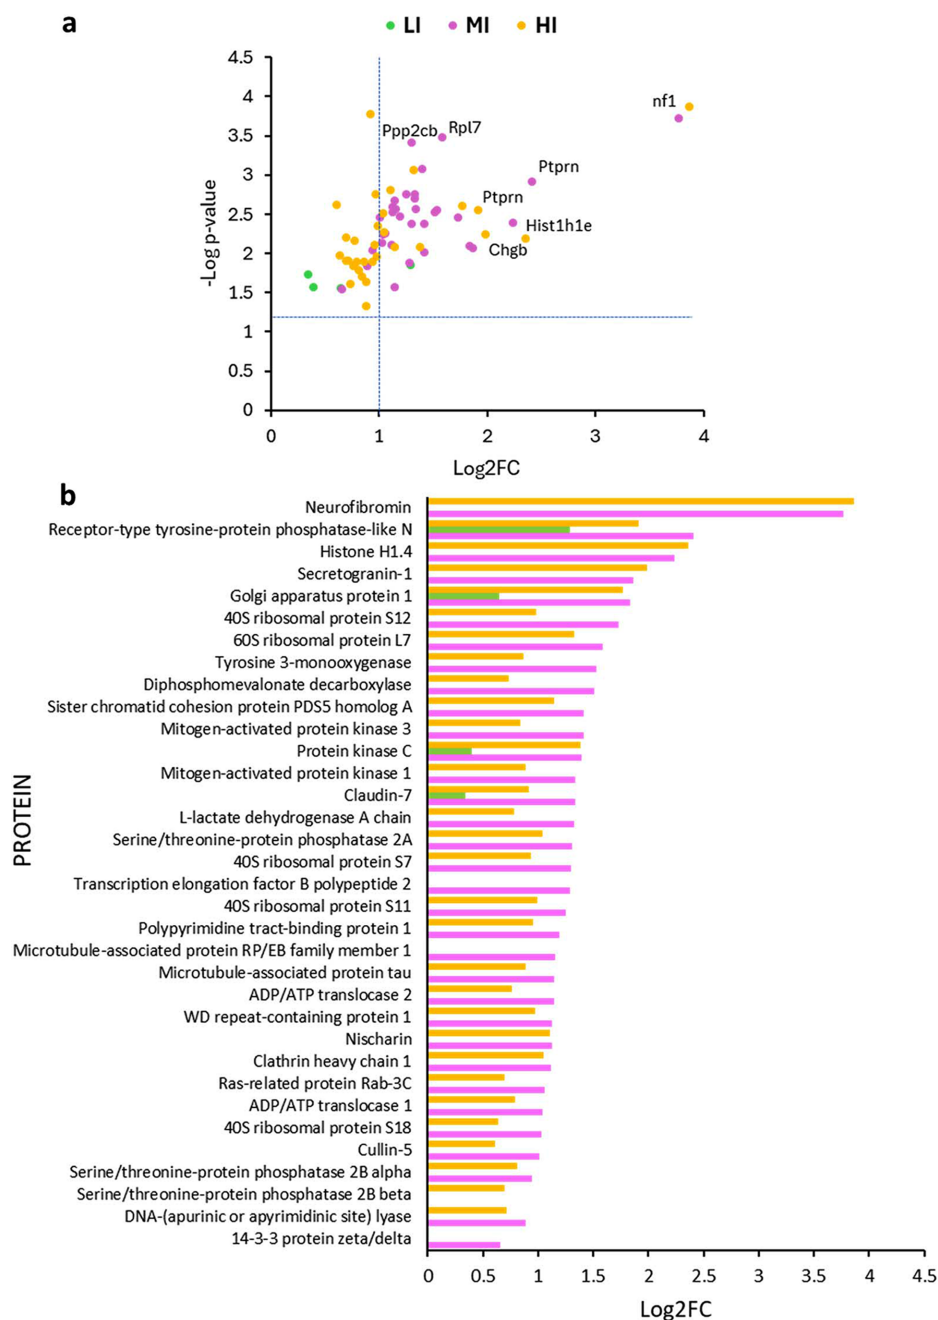 a
LI MI HI
4.5
4
3.5
3
2.5
2
1.5
1
0.5
0
-Log p-value
nf1
Ppp2cb Rpl7
Ptprn
Ptprn
Hist1h1e
Chgb
0 1 2 3 4
Log2FC
b
PROTEIN
Neurofibromin
Receptor-type tyrosine-protein phosphatase-like N
Histone H1.4
Secretogranin-1
Golgi apparatus protein 1
40S ribosomal protein S12
60S ribosomal protein L7
Tyrosine 3-monooxygenase
Diphosphomevalonate decarboxylase
Sister chromatid cohesion protein PDS5 homolog A
Mitogen-activated protein kinase 3
Protein kinase C
Mitogen-activated protein kinase 1
Claudin-7
L-lactate dehydrogenase A chain
Serine/threonine-protein phosphatase 2A
40S ribosomal protein S7
Transcription elongation factor B polypeptide 2
40S ribosomal protein S11
Polypyrimidine tract-binding protein 1
Microtubule-associated protein RP/EB family member 1
Microtubule-associated protein tau
ADP/ATP translocase 2
WD repeat-containing protein 1
Nischarin
Clathrin heavy chain 1
Ras-related protein Rab-3C
ADP/ATP translocase 1
40S ribosomal protein S18
Cullin-5
Serine/threonine-protein phosphatase 2B alpha
Serine/threonine-protein phosphatase 2B beta
DNA-(apurinic or apyrimidinic site) lyase
14-3-3 protein zeta/delta
0 0.5 1 1.5 2 2.5 3 3.5 4 4.5
Log2FC